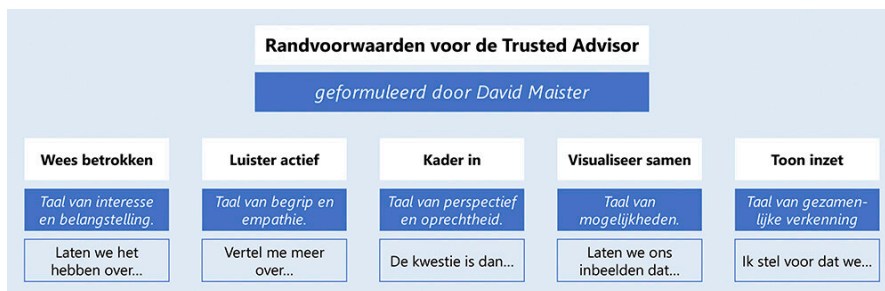 Randvoorwaarden voor de Trusted Advisor
geformuleerd door David Maister
Wees betrokken
Taal van interesse
en belangstelling.
Laten we het
hebben over...
Luister actief
Taal van begrip en
empathie.
Vertel me meer
over...
Kader in
Taal van perspectief
en oprechtheid.
De kwestie is dan...
Visualiseer samen
Taal van
mogelijkheden.
Laten we ons
inbeelden dat...
Toon inzet
Taal van gezamen-
lijke verkenning
Ik stel voor dat we...